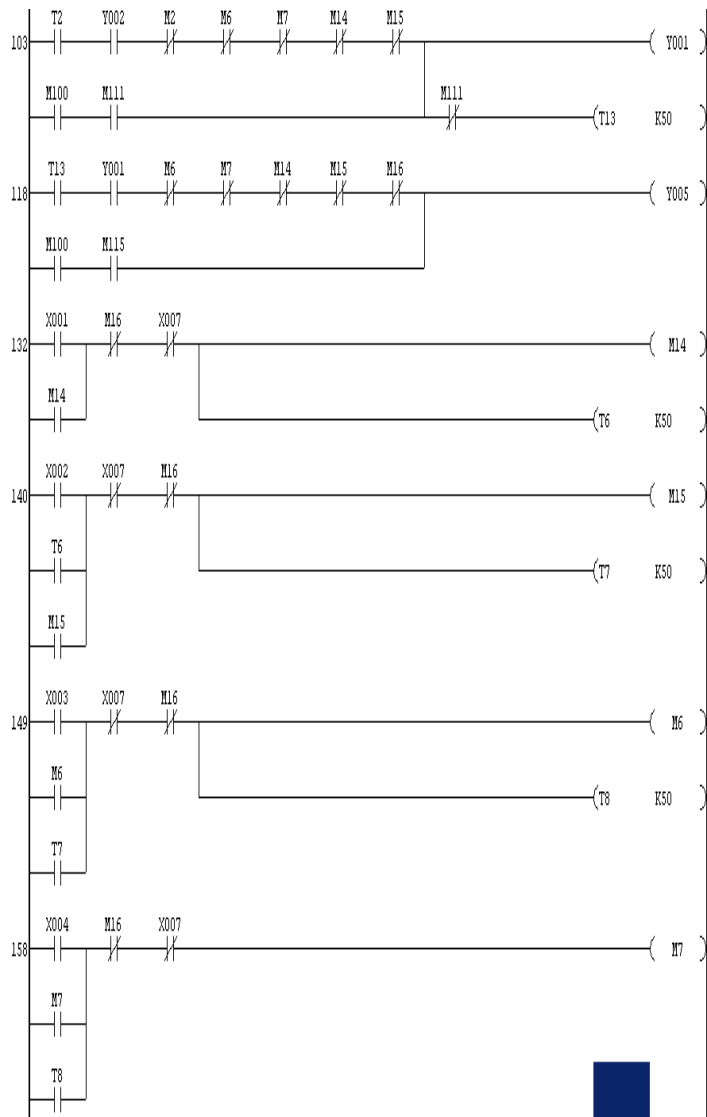 T2 Y002 M2 M6 M7 M14 M15
103 Y001
M100 M111 M111
T13 K50
T13 Y001 M6 M7 M14 M15 M16
118 Y005
M100 M115
X001 M16 X007
132 M14
M14
T6 K50
X002 X007 M16
140 M15
T6
T7 K50
M15
X003 X007 M16
149 M6
M6
T8 K50
T7
X004 M16 X007
158 M7
M7
T8